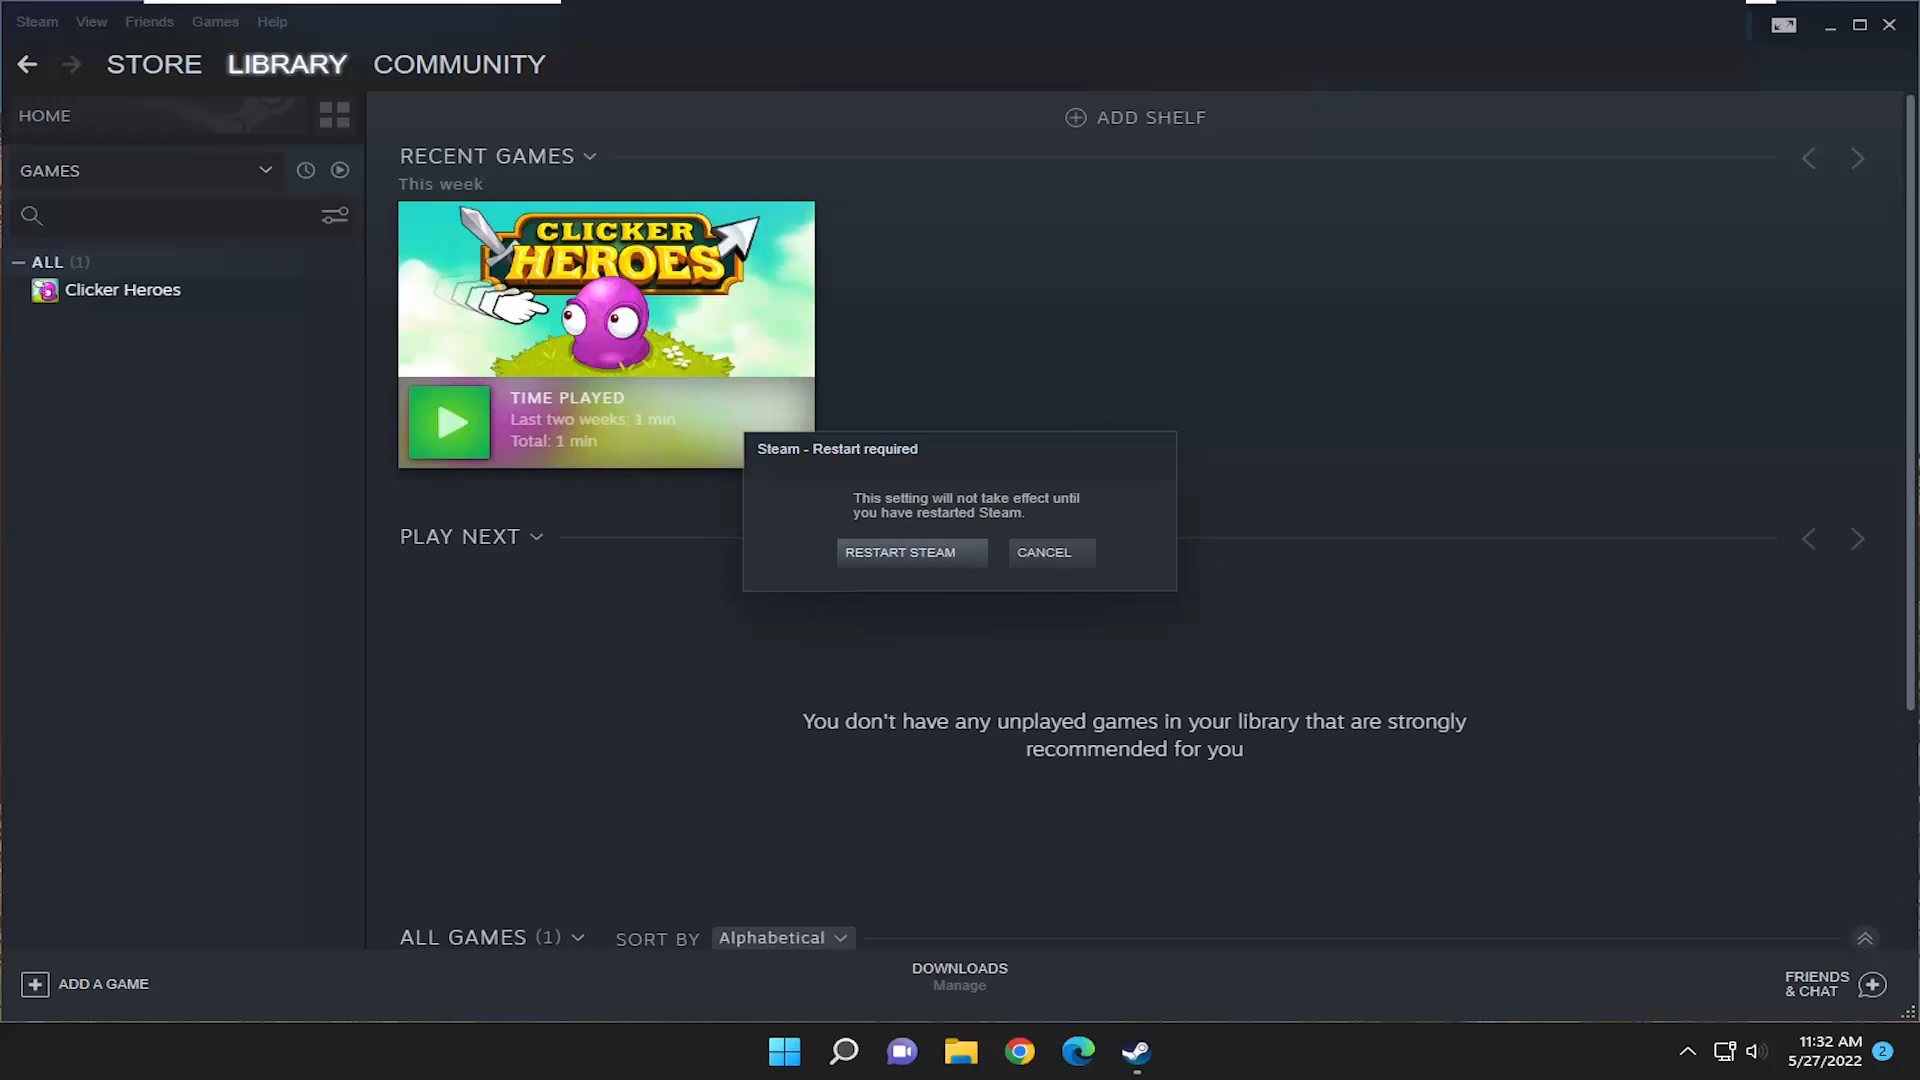 Steam View Friends Games Help
STORE LIBRARY COMMUNITY
HOME
ADD SHELF
GAMES
RECENT GAMES
This week
ALL (1)
Clicker Heroes
CLICKER
HEROES
TIME PLAYED
Last two weeks: 1 min
Total: 1 min
Steam - Restart required
This setting will not take effect until
you have restarted Steam.
RESTART STEAM CANCEL
PLAY NEXT
You don't have any unplayed games in your library that are strongly
recommended for you
ALL GAMES (1) SORT BY Alphabetical
ADD A GAME
DOWNLOADS
Manage
FRIENDS
& CHAT
11:32 AM
5/27/2022
2